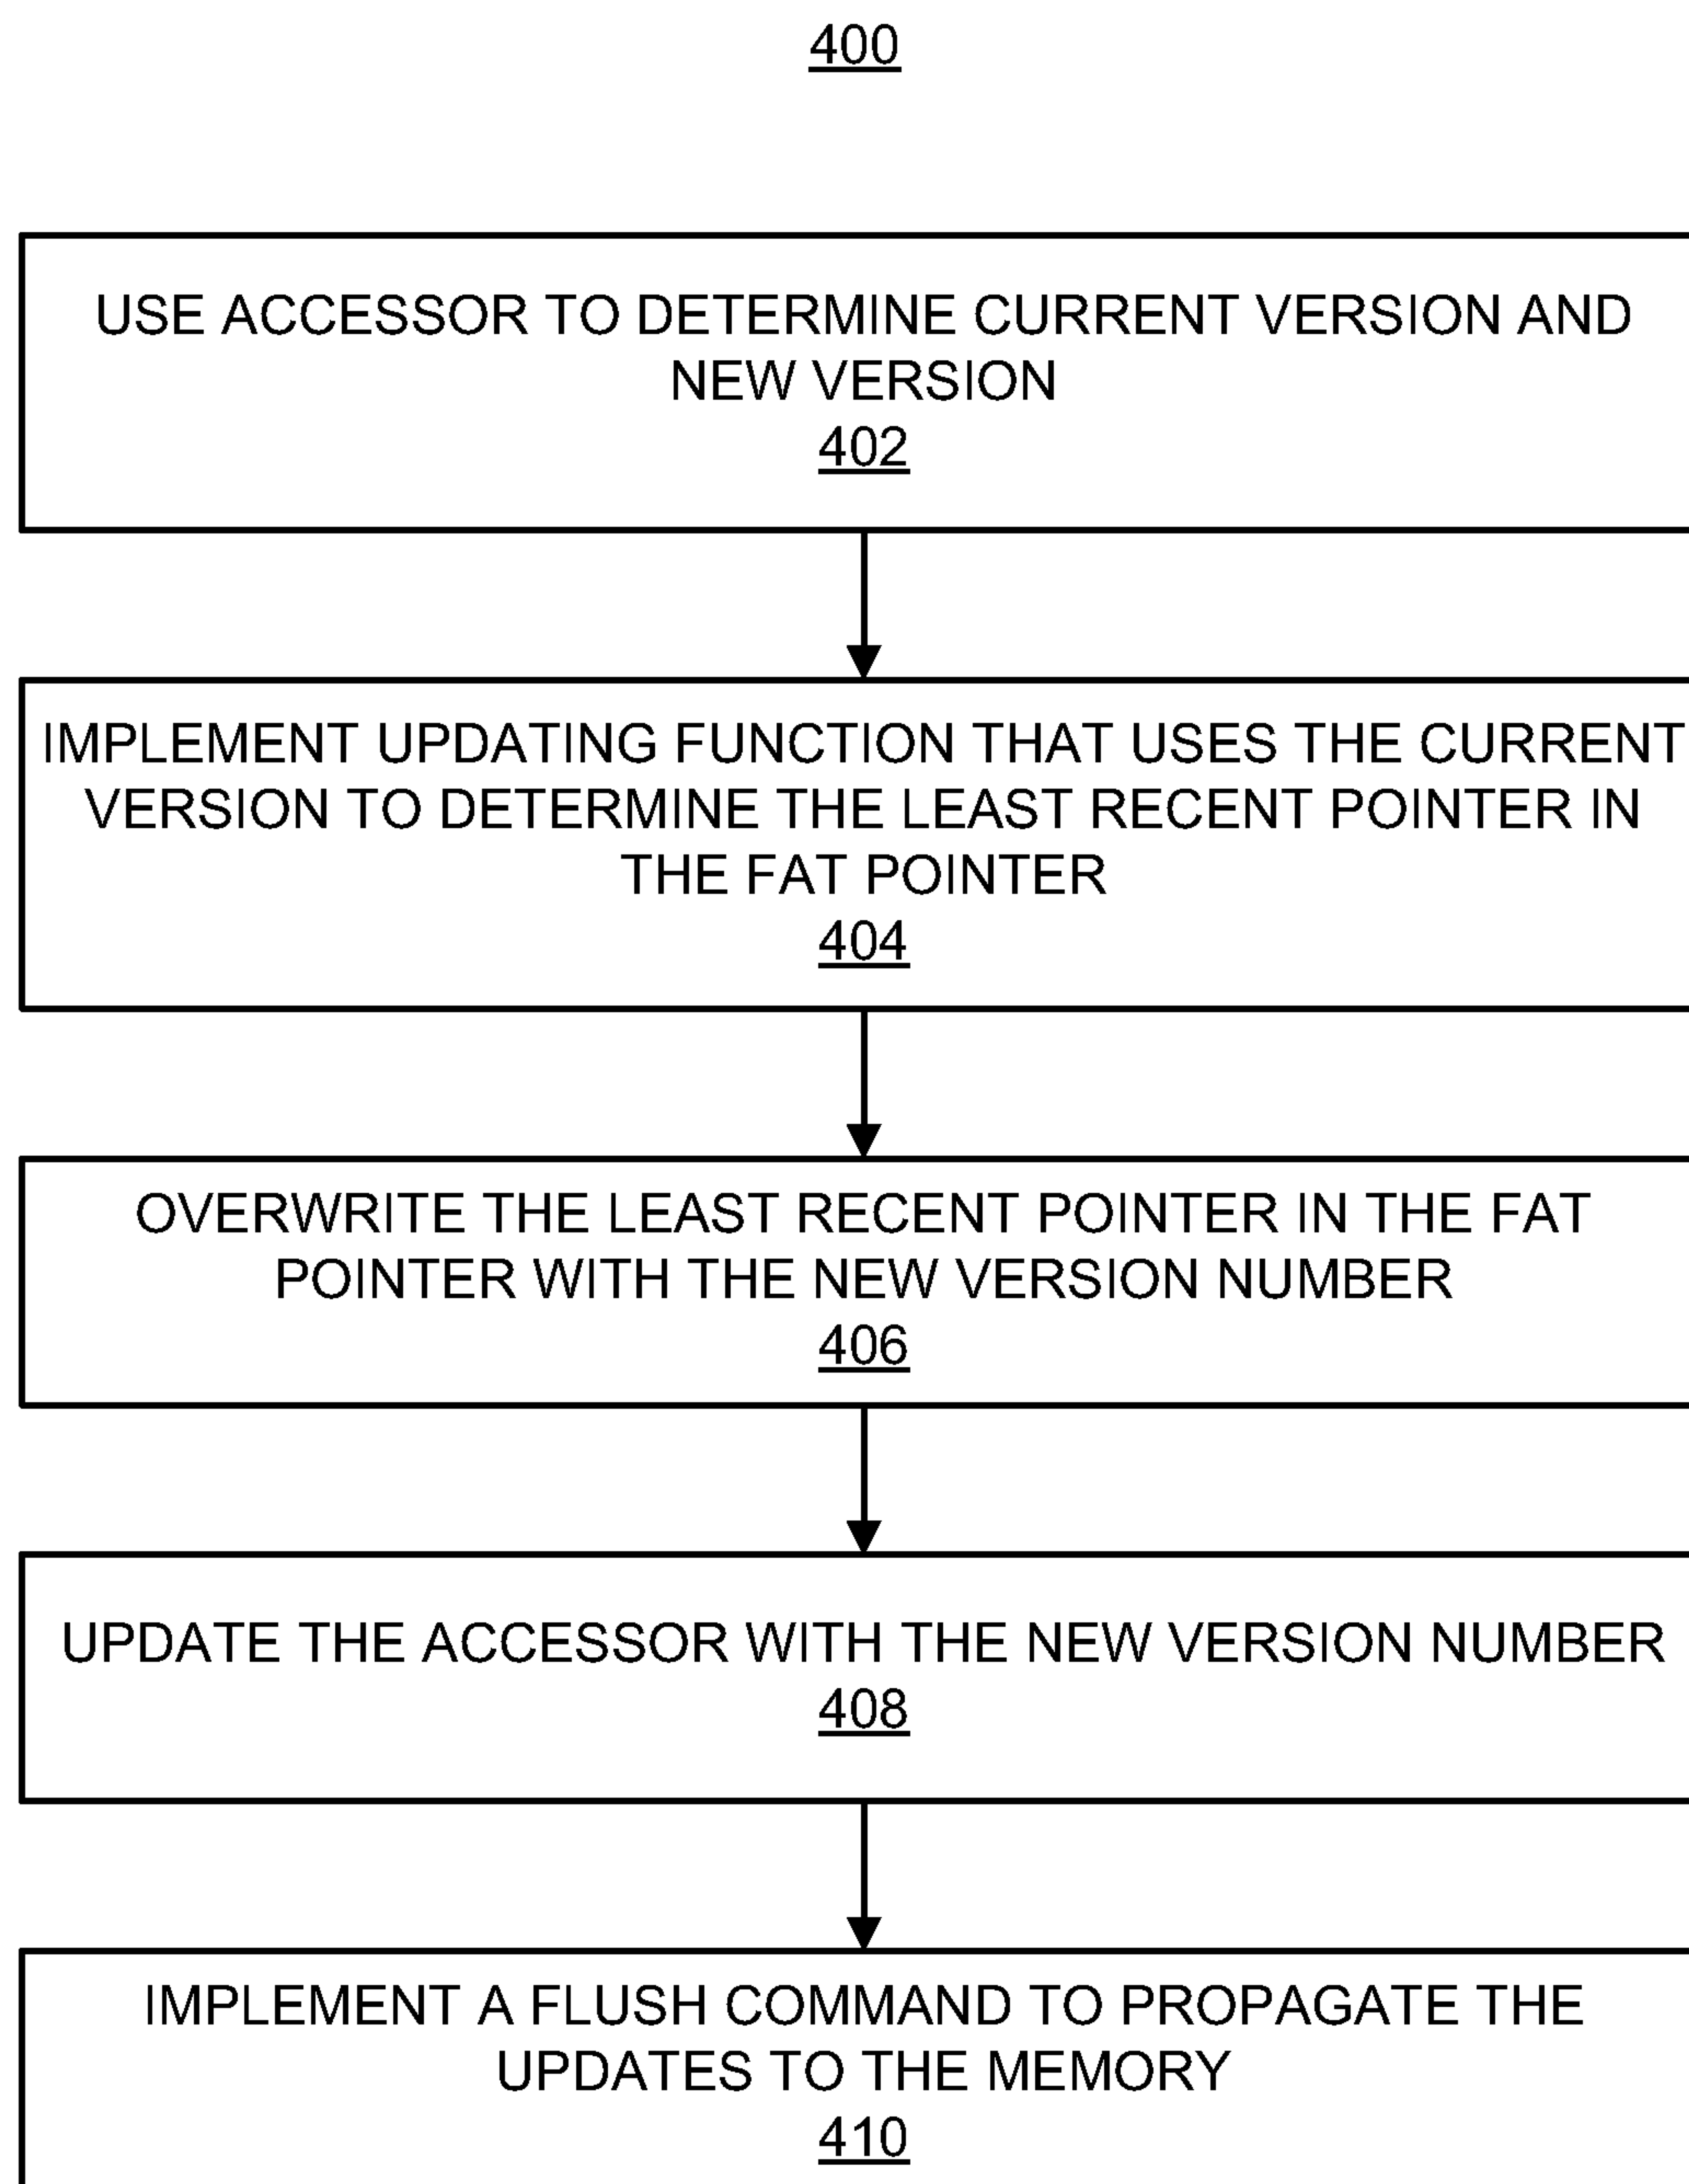 400
USE ACCESSOR TO DETERMINE CURRENT VERSION AND
NEW VERSION
402
IMPLEMENT UPDATING FUNCTION THAT USES THE CURRENT
VERSION TO DETERMINE THE LEAST RECENT POINTER IN
THE FAT POINTER
404
OVERWRITE THE LEAST RECENT POINTER IN THE FAT
POINTER WITH THE NEW VERSION NUMBER
406
UPDATE THE ACCESSOR WITH THE NEW VERSION NUMBER
408
IMPLEMENT A FLUSH COMMAND TO PROPAGATE THE
UPDATES TO THE MEMORY
410